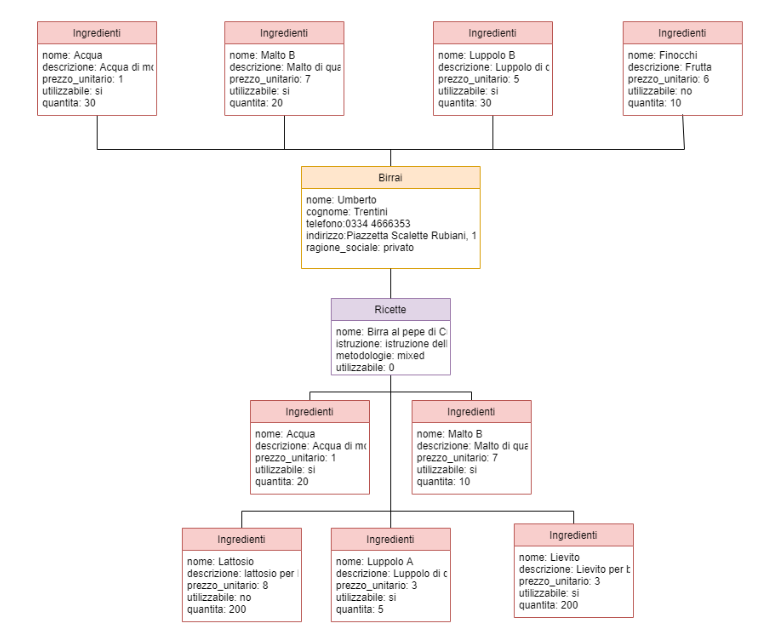 Ingredienti
nome: Acqua
descrizione: Acqua di
prezzo_unitario: 1
utilizzabile: si
quantita: 30
Ingredienti
nome: Malto B
descrizione: Malto di
prezzo_unitario: 7
utilizzabile: si
quantita: 20
Ingredienti
nome: Luppolo B
descrizione: Luppolo di
prezzo_unitario: 5
utilizzabile: si
quantita: 30
Ingredienti
nome: Finocchi
descrizione: Frutta
prezzo_unitario: 6
utilizzabile: no
quantita: 10
Birrai
nome: Umberto
cognome: Trentini
telefono:0334 4666353
indirizzo:Piazzetta Scalette Rubiani, 1
ragione_sociale: privato
Ricette
nome: Birra al pepe di
istruzione: istruzione
metodologie: mixed
utilizzabile: 0
Ingredienti
nome: Acqua
descrizione: Acqua di
prezzo_unitario: 1
utilizzabile: si
quantita: 20
Ingredienti
nome: Malto B
descrizione: Malto di
prezzo_unitario: 7
utilizzabile: si
quantita: 10
Ingredienti
nome: Lattosio
descrizione: lattosio per
prezzo_unitario: 8
utilizzabile: no
quantita: 200
Ingredienti
nome: Luppolo A
descrizione: Luppolo di
prezzo_unitario: 3
utilizzabile: si
quantita: 5
Ingredienti
nome: Lievito
descrizione: Lievito per
prezzo_unitario: 3
utilizzabile: si
quantita: 200